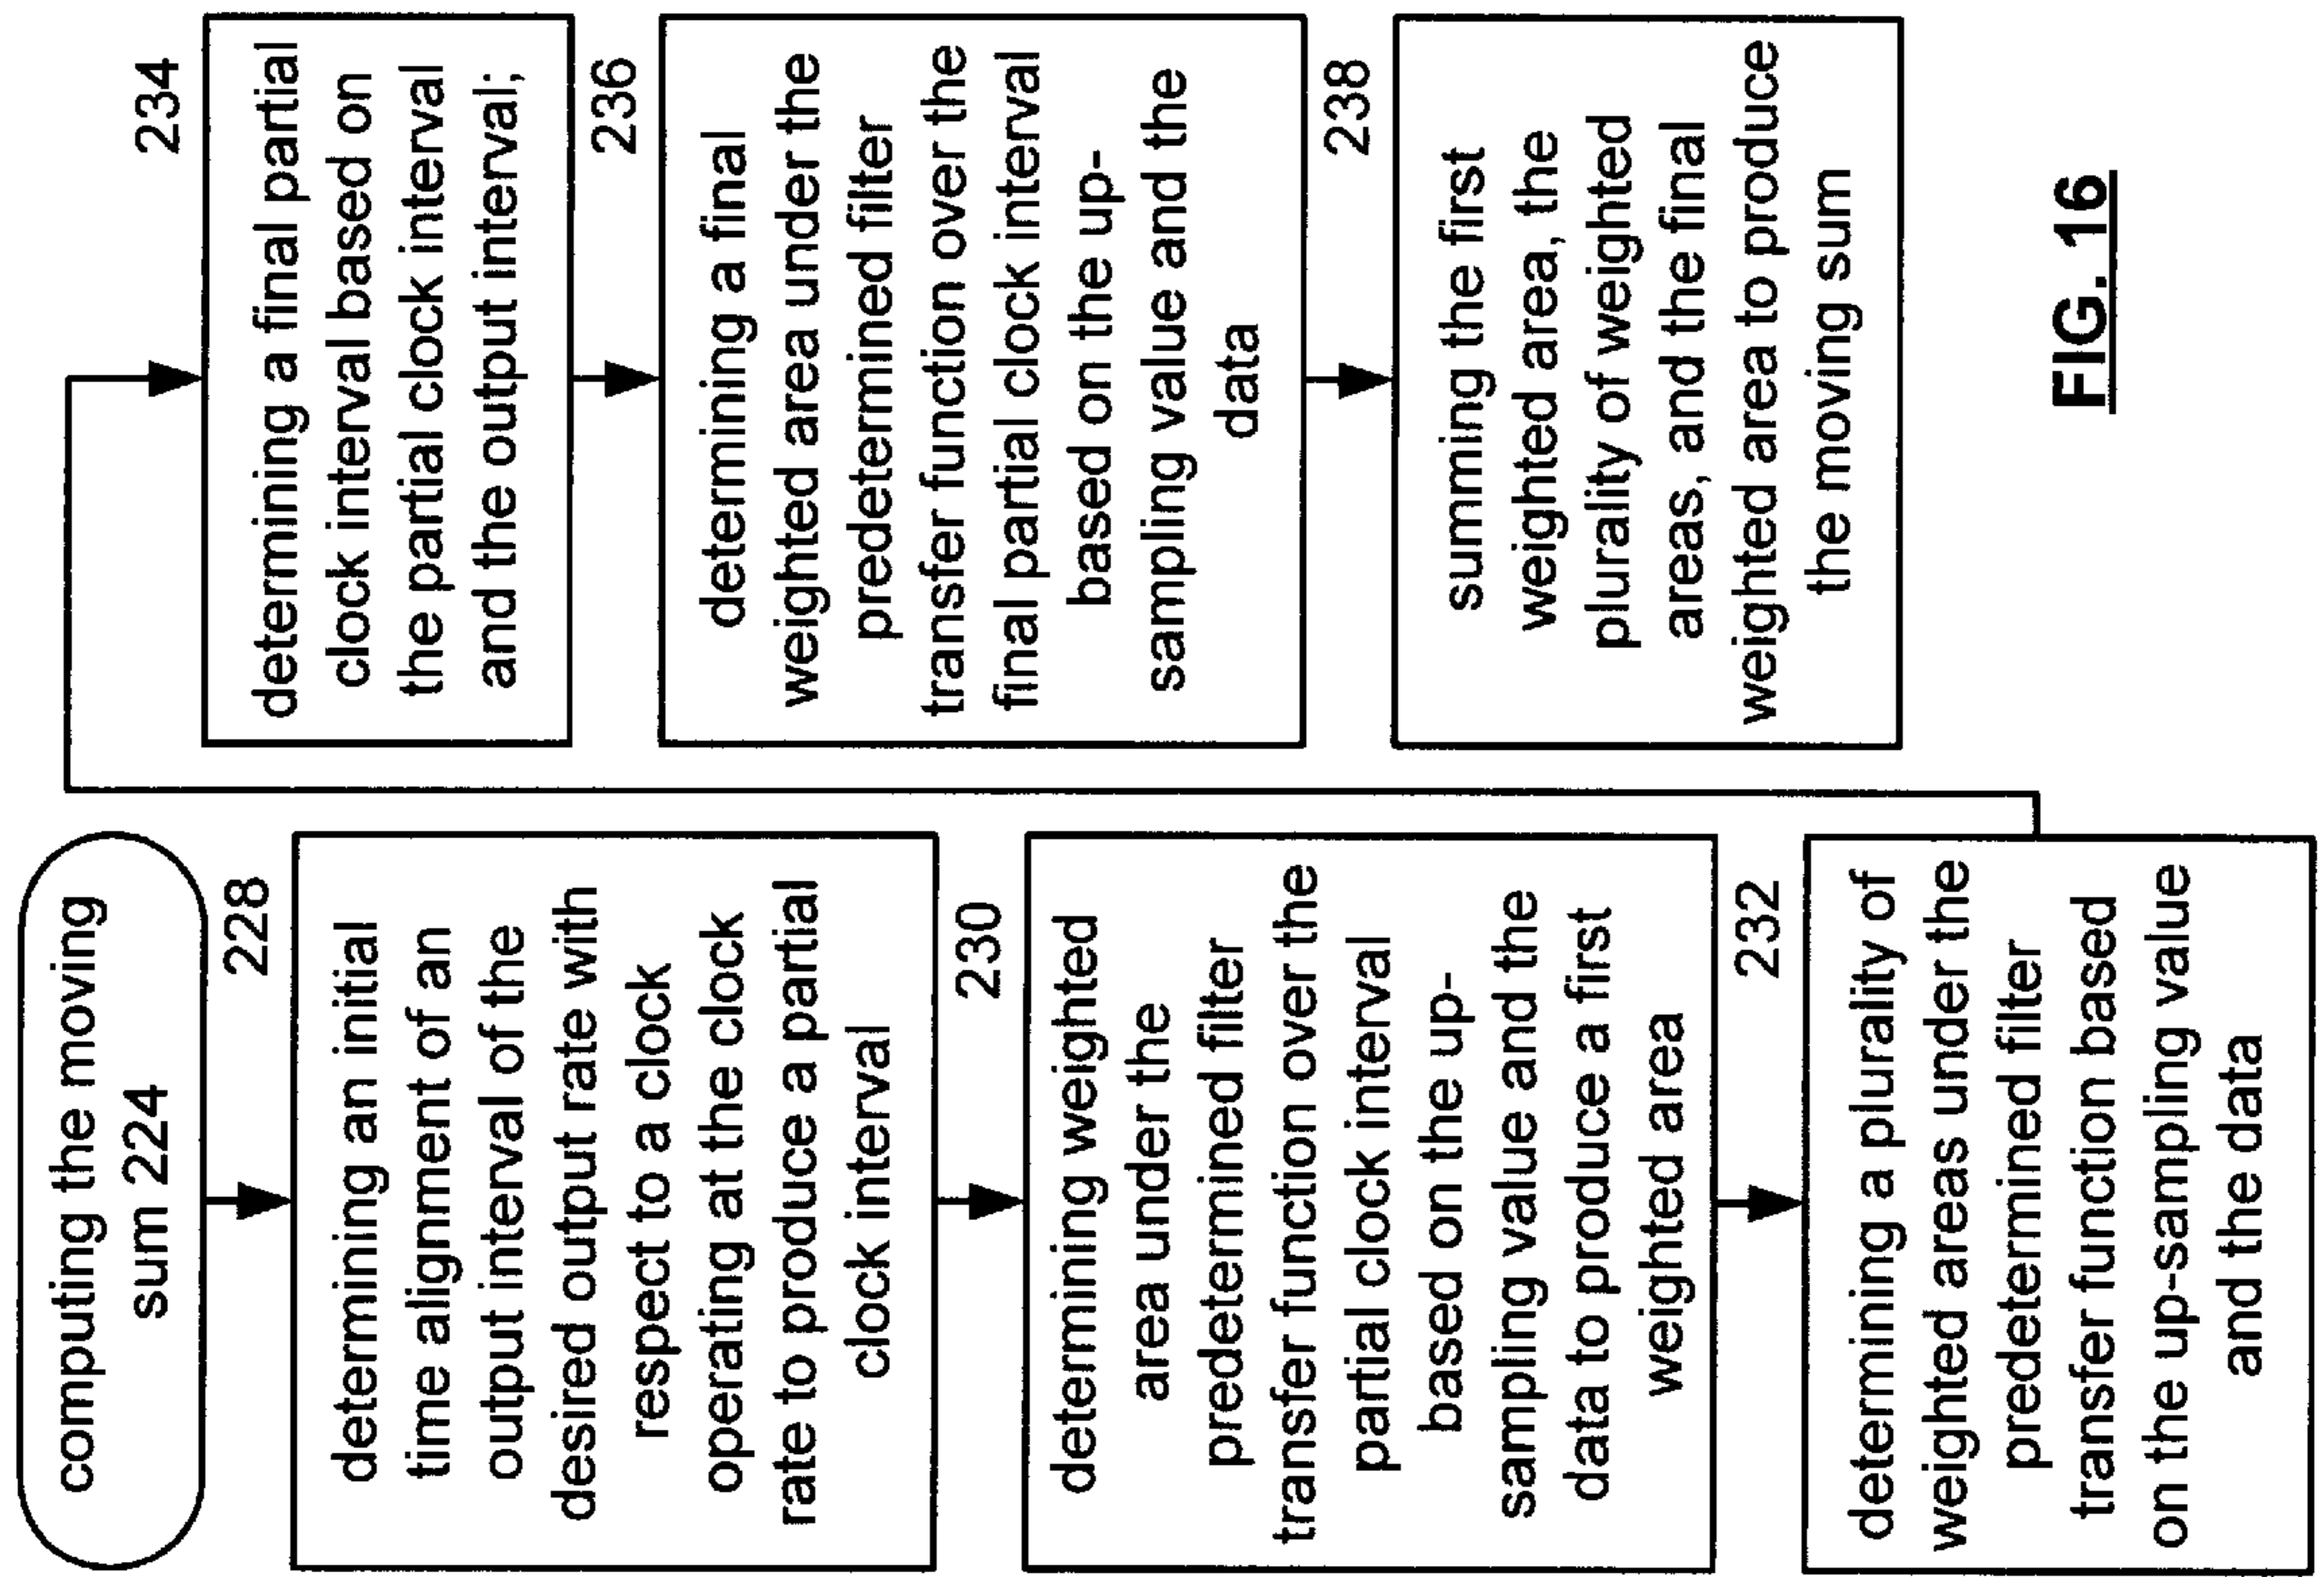 computing the moving
sum 224
228
determining an initial
time alignment of an
output interval of the
desired output rate with
respect to a clock
operating at the clock
rate to produce a partial
clock interval
230
determining weighted
area under the
predetermined filter
transfer function over the
partial clock interval
based on the up-
sampling value and the
data to produce a first
weighted area
232
determining a plurality of
weighted areas under the
predetermined filter
transfer function based
on the up-sampling value
and the data
234
determining a final partial
clock interval based on
the partial clock interval
and the output interval;
236
determining a final
weighted area under the
predetermined filter
transfer function over the
final partial clock interval
based on the up-
sampling value and the
data
238
summing the first
weighted area, the
plurality of weighted
areas, and the final
weighted area to produce
the moving sum
FIG. 16